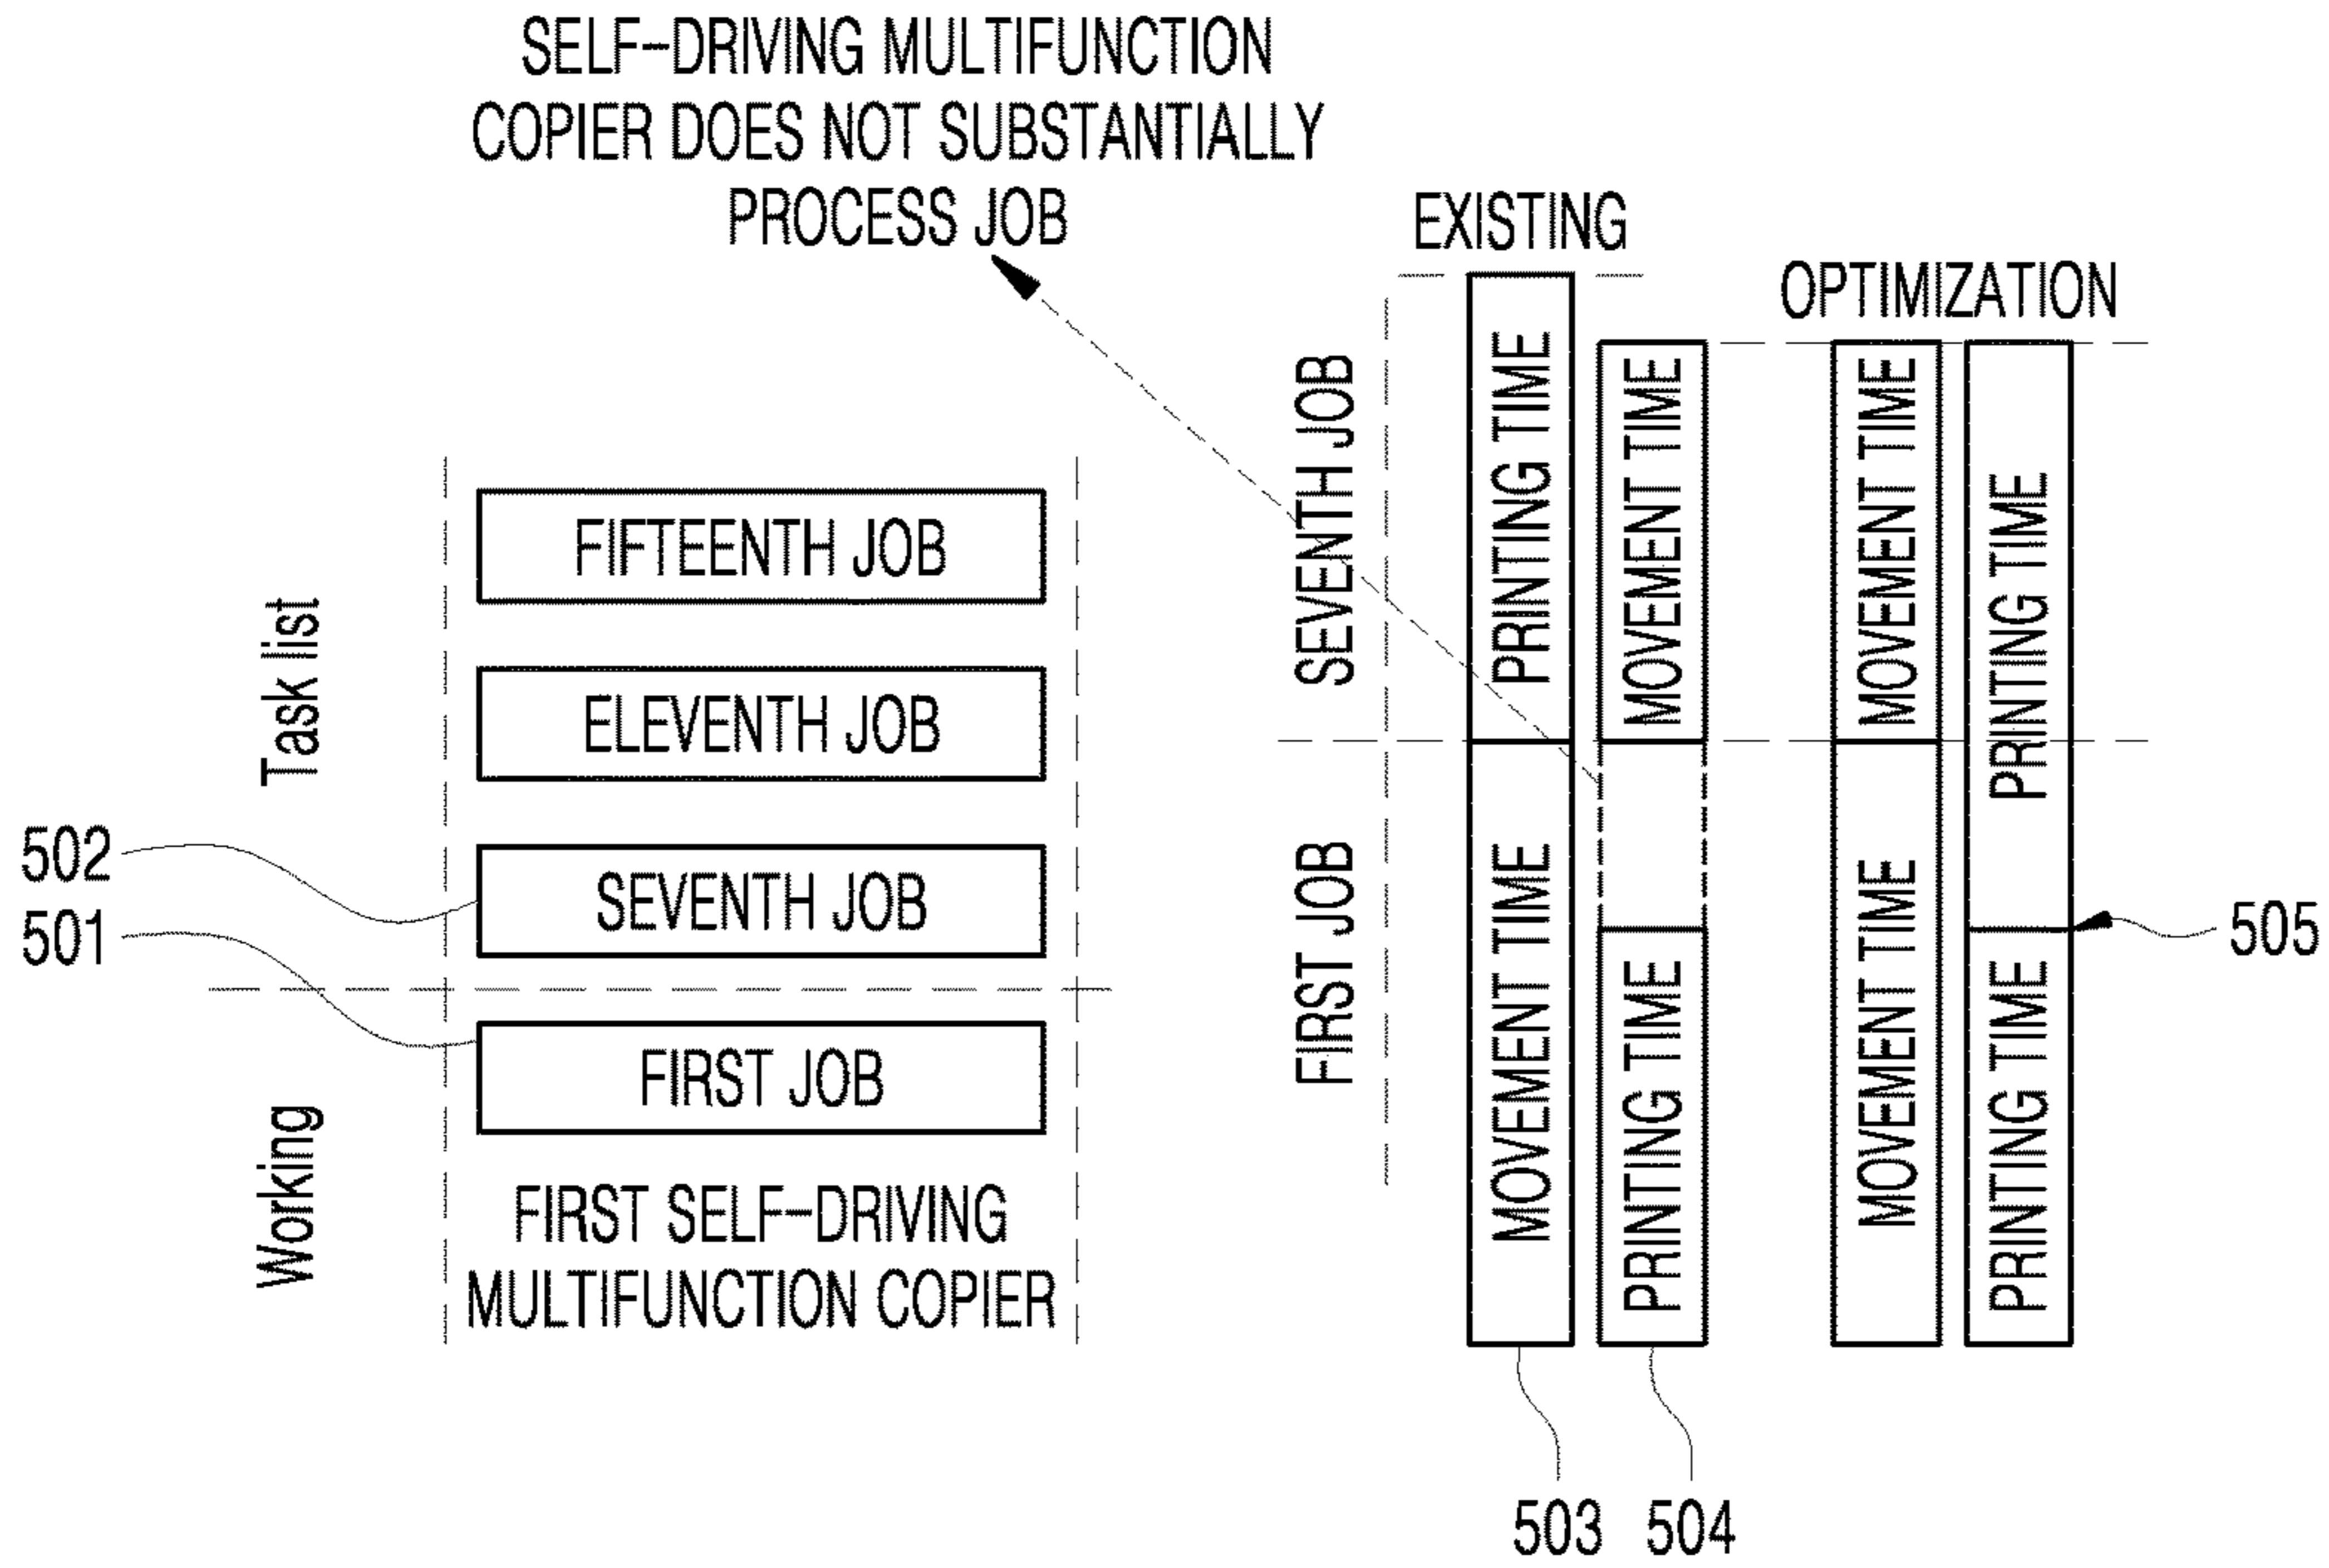 SELF-DRIVING MULTIFUNCTION
COPIER DOES NOT SUBSTANTIALLY
PROCESS JOB
EXISTING
OPTIMIZATION
Task list
Working
FIFTEENTH JOB
ELEVENTH JOB
SEVENTH JOB
FIRST JOB
FIRST SELF-DRIVING
MULTIFUNCTION COPIER
502
501
SEVENTH JOB
FIRST JOB
PRINTING TIME
MOVEMENT TIME
MOVEMENT TIME
PRINTING TIME
MOVEMENT TIME
MOVEMENT TIME
PRINTING TIME
PRINTING TIME
505
503
504